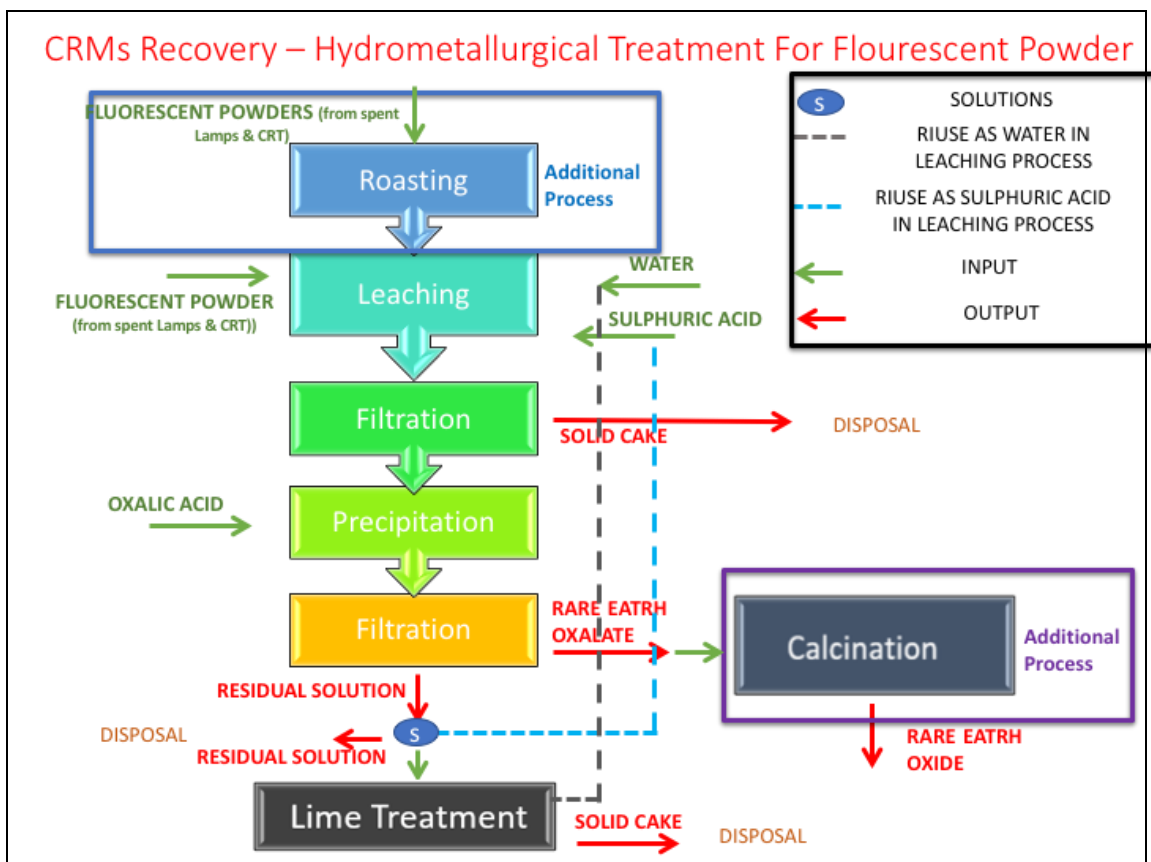 CRMs Recovery – Hydrometallurgical Treatment For Flourescent Powder
FLUORESCENT POWDERS (from spent
Lamps & CRT)
Roasting
Additional
Process
S
SOLUTIONS
RIUSE AS WATER IN
LEACHING PROCESS
RIUSE AS SULPHURIC ACID
IN LEACHING PROCESS
INPUT
OUTPUT
FLUORESCENT POWDER
(from spent Lamps & CRT))
Leaching
WATER
SULPHURIC ACID
Filtration
SOLID CAKE
DISPOSAL
OXALIC ACID
Precipitation
Filtration
RARE EATRH
OXALATE
Calcination
Additional
Process
RESIDUAL SOLUTION
DISPOSAL
S
RESIDUAL SOLUTION
RARE EATRH
OXIDE
Lime Treatment
SOLID CAKE
DISPOSAL